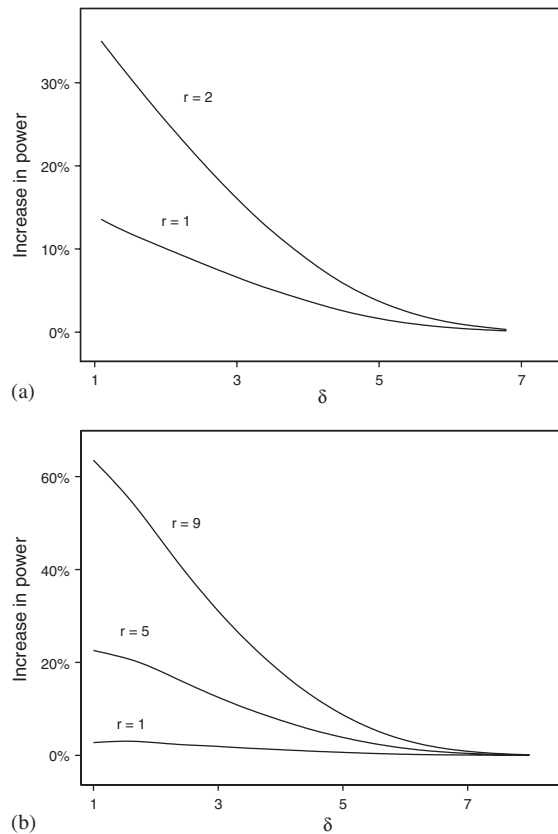 30%
20%
10%
0%
Increase in power
r = 2
r = 1
1
3
5
7
δ
(a)
60%
40%
20%
0%
Increase in power
r = 9
r = 5
r = 1
1
3
5
7
δ
(b)